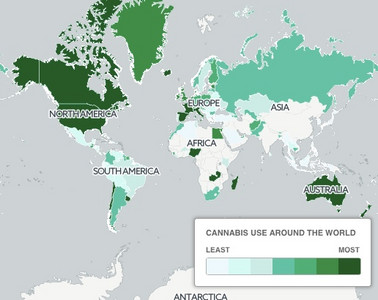 NORTH AMERICA
EUROPE
ASIA
AFRICA
SOUTH AMERICA
AUSTRALIA
CANNABIS USE AROUND THE WORLD
LEAST MOST
ANTARCTICA